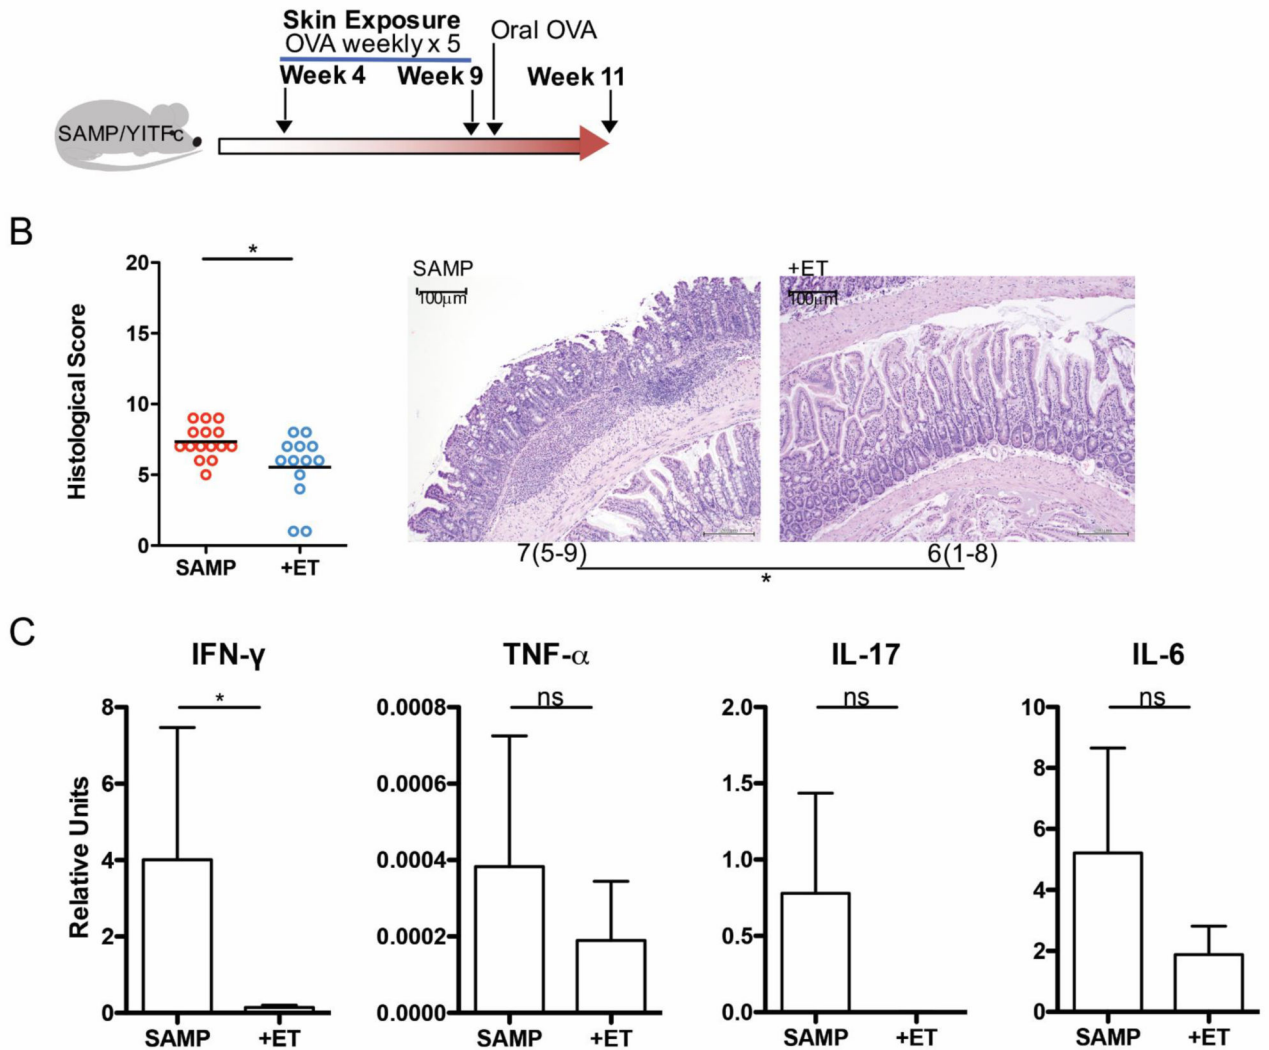 Skin Exposure
OVA weekly x 5
Oral OVA
Week 4
Week 9
Week 11
SAMP/YITFc
B
*
20
15
10
5
0
Histological Score
SAMP
+ET
SAMP
100μm
+ET
100μm
7(5-9)
6(1-8)
*
C
IFN-γ
TNF-α
IL-17
IL-6
*
ns
ns
ns
Relative Units
8
6
4
2
0
SAMP
+ET
0.0008
0.0006
0.0004
0.0002
0.0000
SAMP
+ET
2.0
1.5
1.0
0.5
0.0
SAMP
+ET
10
8
6
4
2
0
SAMP
+ET